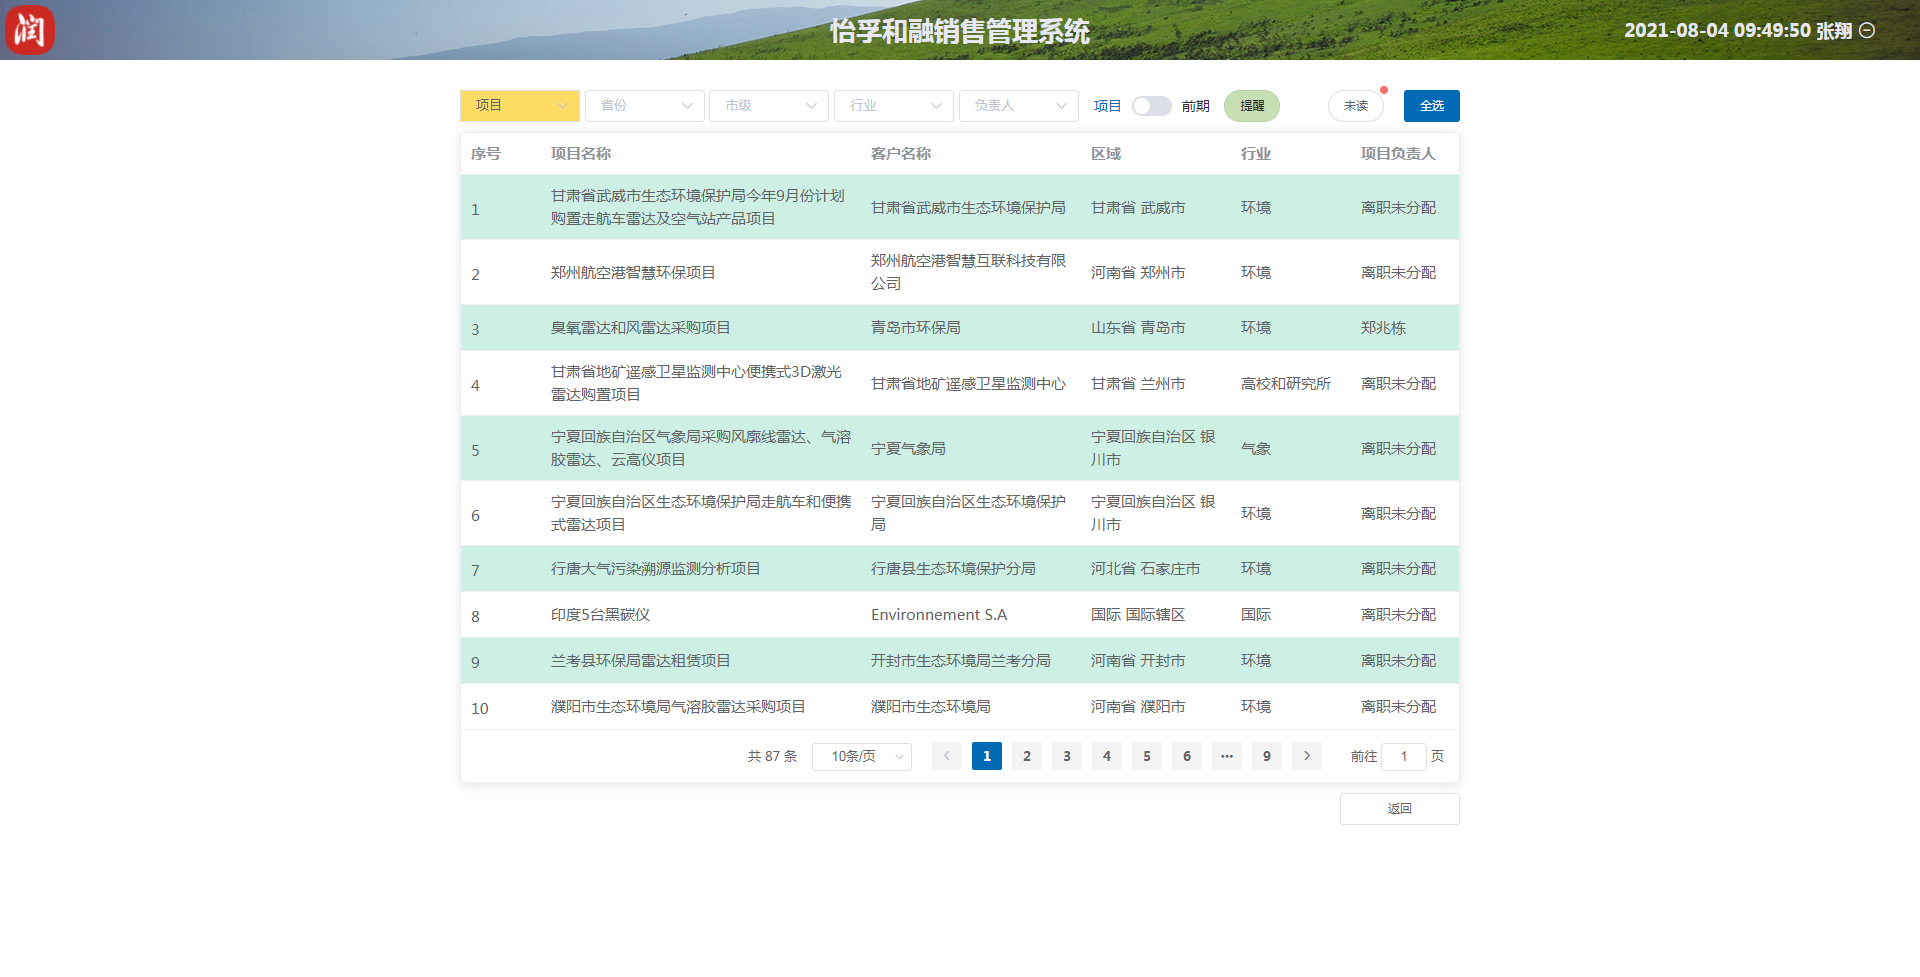 润
怡孚和融销售管理系统
2021-08-04 09:49:50 张翔
项目 省份 市级 行业 负责人 项目 前期 提醒 未读 全选
序号 项目名称 客户名称 区域 行业 项目负责人
1 甘肃省武威市生态环境保护局今年9月份计划 甘肃省武威市生态环境保护局 甘肃省 武威市 环境 离职未分配
购置走航车雷达及空气站产品项目
2 郑州航空港智慧环保项目 郑州航空港智慧互联科技有限 河南省 郑州市 环境 离职未分配
公司
3 臭氧雷达和风雷达采购项目 青岛市环保局 山东省 青岛市 环境 郑兆栋
4 甘肃省地矿遥感卫星监测中心便携式3D激光 甘肃省地矿遥感卫星监测中心 甘肃省 兰州市 高校和研究所 离职未分配
雷达购置项目
5 宁夏回族自治区气象局采购风廓线雷达、气溶 宁夏气象局 宁夏回族自治区 银 气象 离职未分配
胶雷达、云高仪项目 川市
6 宁夏回族自治区生态环境保护局走航车和便携 宁夏回族自治区生态环境保护 宁夏回族自治区 银 环境 离职未分配
式雷达项目 局 川市
7 行唐大气污染溯源监测分析项目 行唐县生态环境保护分局 河北省 石家庄市 环境 离职未分配
8 印度5台黑碳仪 Environnement S.A 国际 国际辖区 国际 离职未分配
9 兰考县环保局雷达租赁项目 开封市生态环境局兰考分局 河南省 开封市 环境 离职未分配
10 濮阳市生态环境局气溶胶雷达采购项目 濮阳市生态环境局 河南省 濮阳市 环境 离职未分配
共 87 条 10条/页 1 2 3 4 5 6 ··· 9 前往 1 页
返回